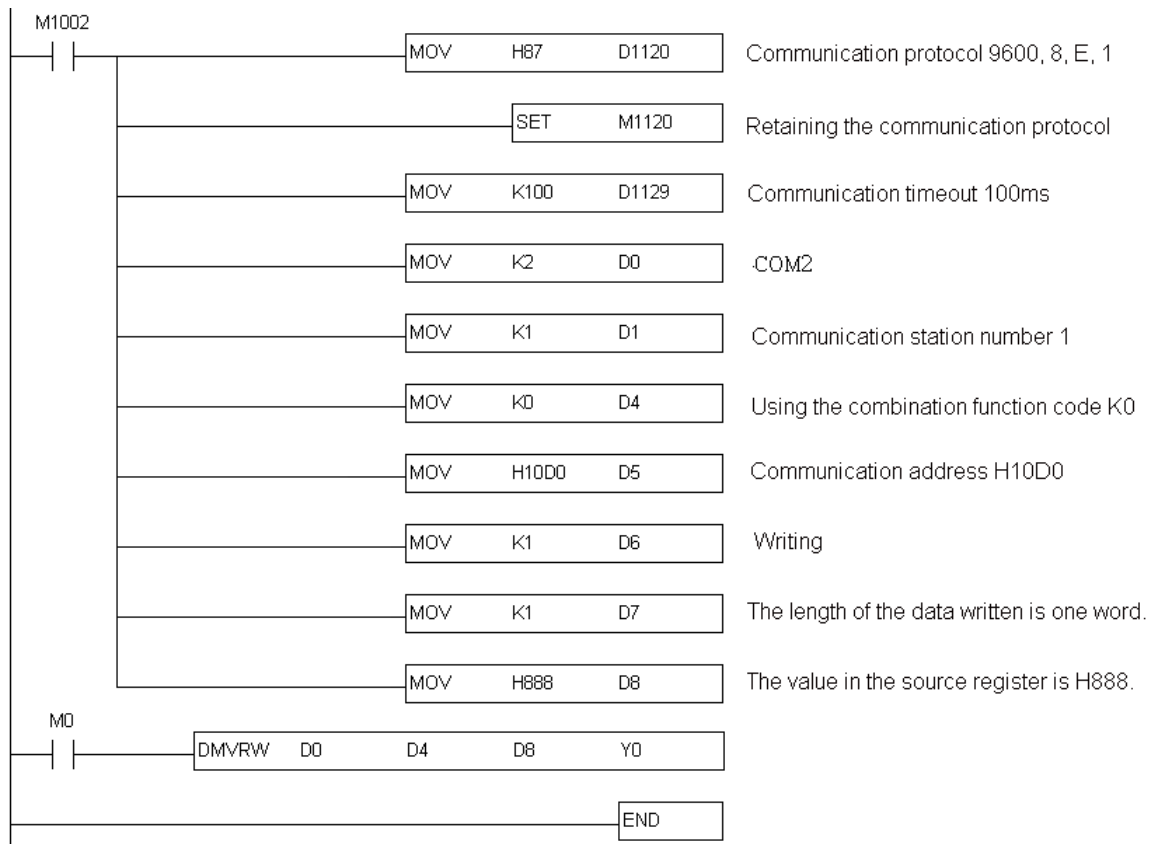 M1002
MOV H87 D1120 Communication protocol 9600, 8, E, 1
SET M1120 Retaining the communication protocol
MOV K100 D1129 Communication timeout 100ms
MOV K2 D0 .COM2
MOV K1 D1 Communication station number 1
MOV K0 D4 Using the combination function code K0
MOV H10D0 D5 Communication address H10D0
MOV K1 D6 Writing
MOV K1 D7 The length of the data written is one word.
MOV H888 D8 The value in the source register is H888.
M0
DMVRW D0 D4 D8 Y0
END